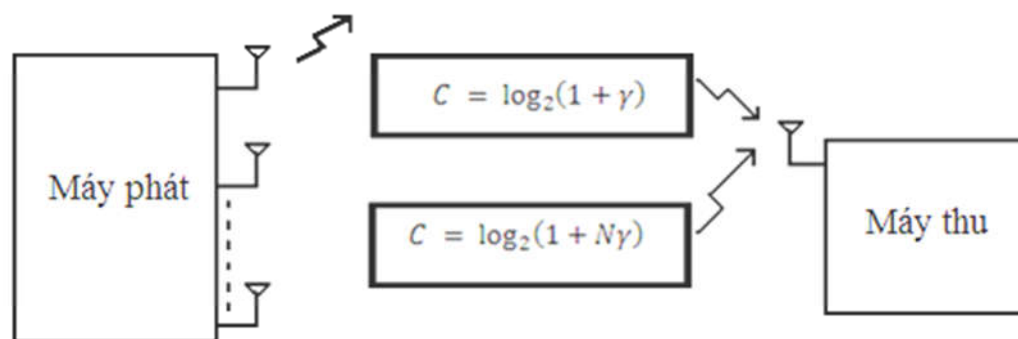 C = log₂(1 + γ)
Máy phát
C = log₂(1 + Nγ)
Máy thu